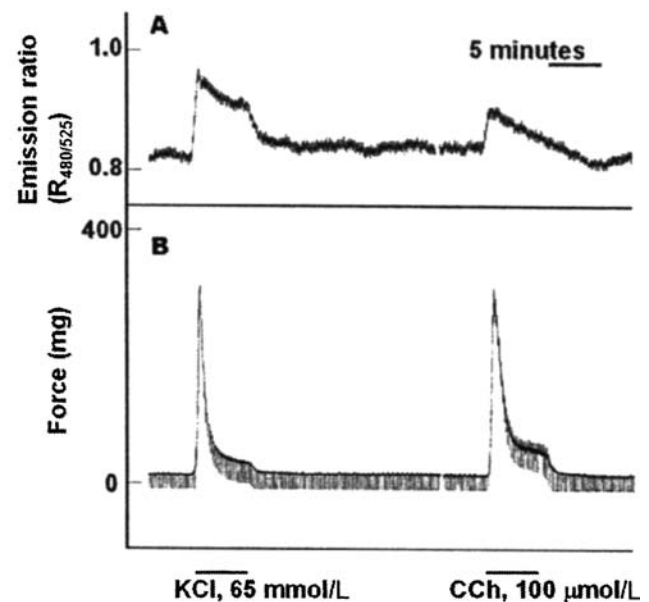 A
1.0
5 minutes
Emission ratio
(R480/525)
0.8
400
B
Force (mg)
0
KCl, 65 mmol/L
CCh, 100 μmol/L